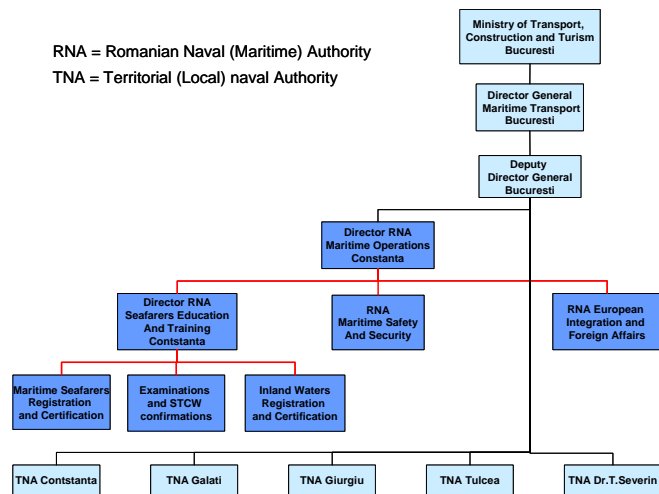 RNA = Romanian Naval (Maritime) Authority
TNA = Territorial (Local) naval Authority
Ministry of Transport,
Construction and Turism
Bucuresti
Director General
Maritime Transport
Bucuresti
Deputy
Director General
Bucuresti
Director RNA
Maritime Operations
Constanta
Director RNA
Seafarers Education
And Training
Contstanta
RNA
Maritime Safety
And Security
RNA European
Integration and
Foreign Affairs
Maritime Seafarers
Registration
and Certification
Examinations
and STCW
confirmations
Inland Waters
Registration
and Certification
TNA Contstanta
TNA Galati
TNA Giurgiu
TNA Tulcea
TNA Dr.T.Severin